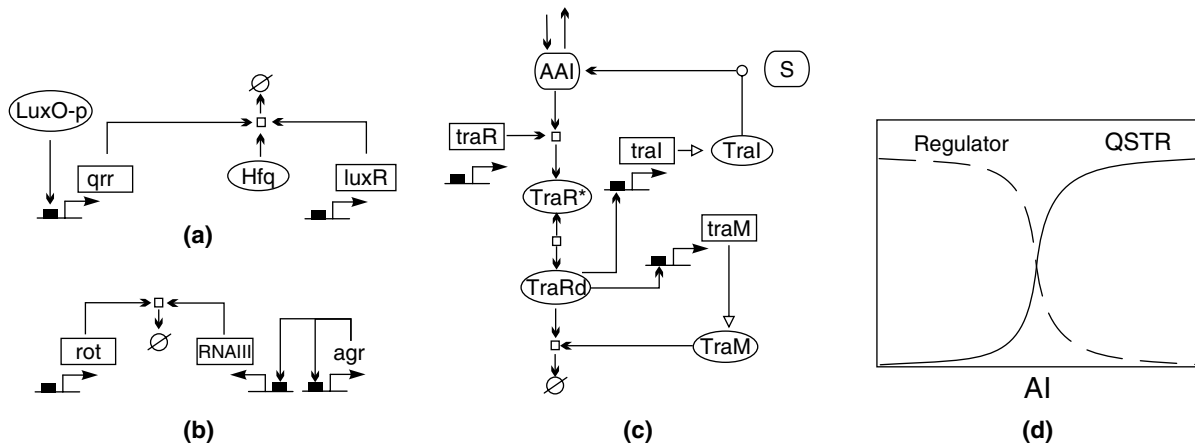 LuxO-p
qrr
Hfq
luxR
(a)
rot
RNAIII
agr
(b)
AAI
S
traR
traI
TraI
TraR*
traM
TraRd
TraM
(c)
Regulator
QSTR
AI
(d)